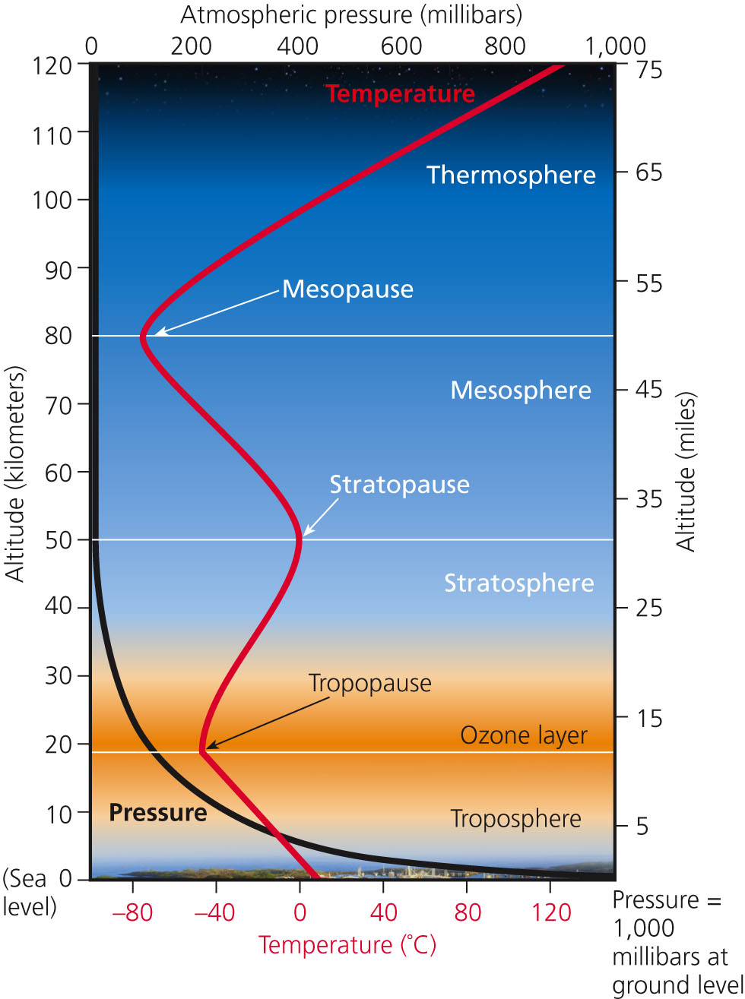 Atmospheric pressure (millibars)
0 200 400 600 800 1,000
120 75
Temperature
110
Thermosphere
65
100
90
55
Mesopause
80
Mesosphere
45
70
60
Stratopause
35
50
Stratosphere
40 25
30
Tropopause
15
Ozone layer
20
Pressure
10
Troposphere
5
(Sea
level)
0
Altitude (kilometers)
Altitude (miles)
–80 –40 0 40 80 120
Temperature (°C)
Pressure =
1,000
millibars at
ground level